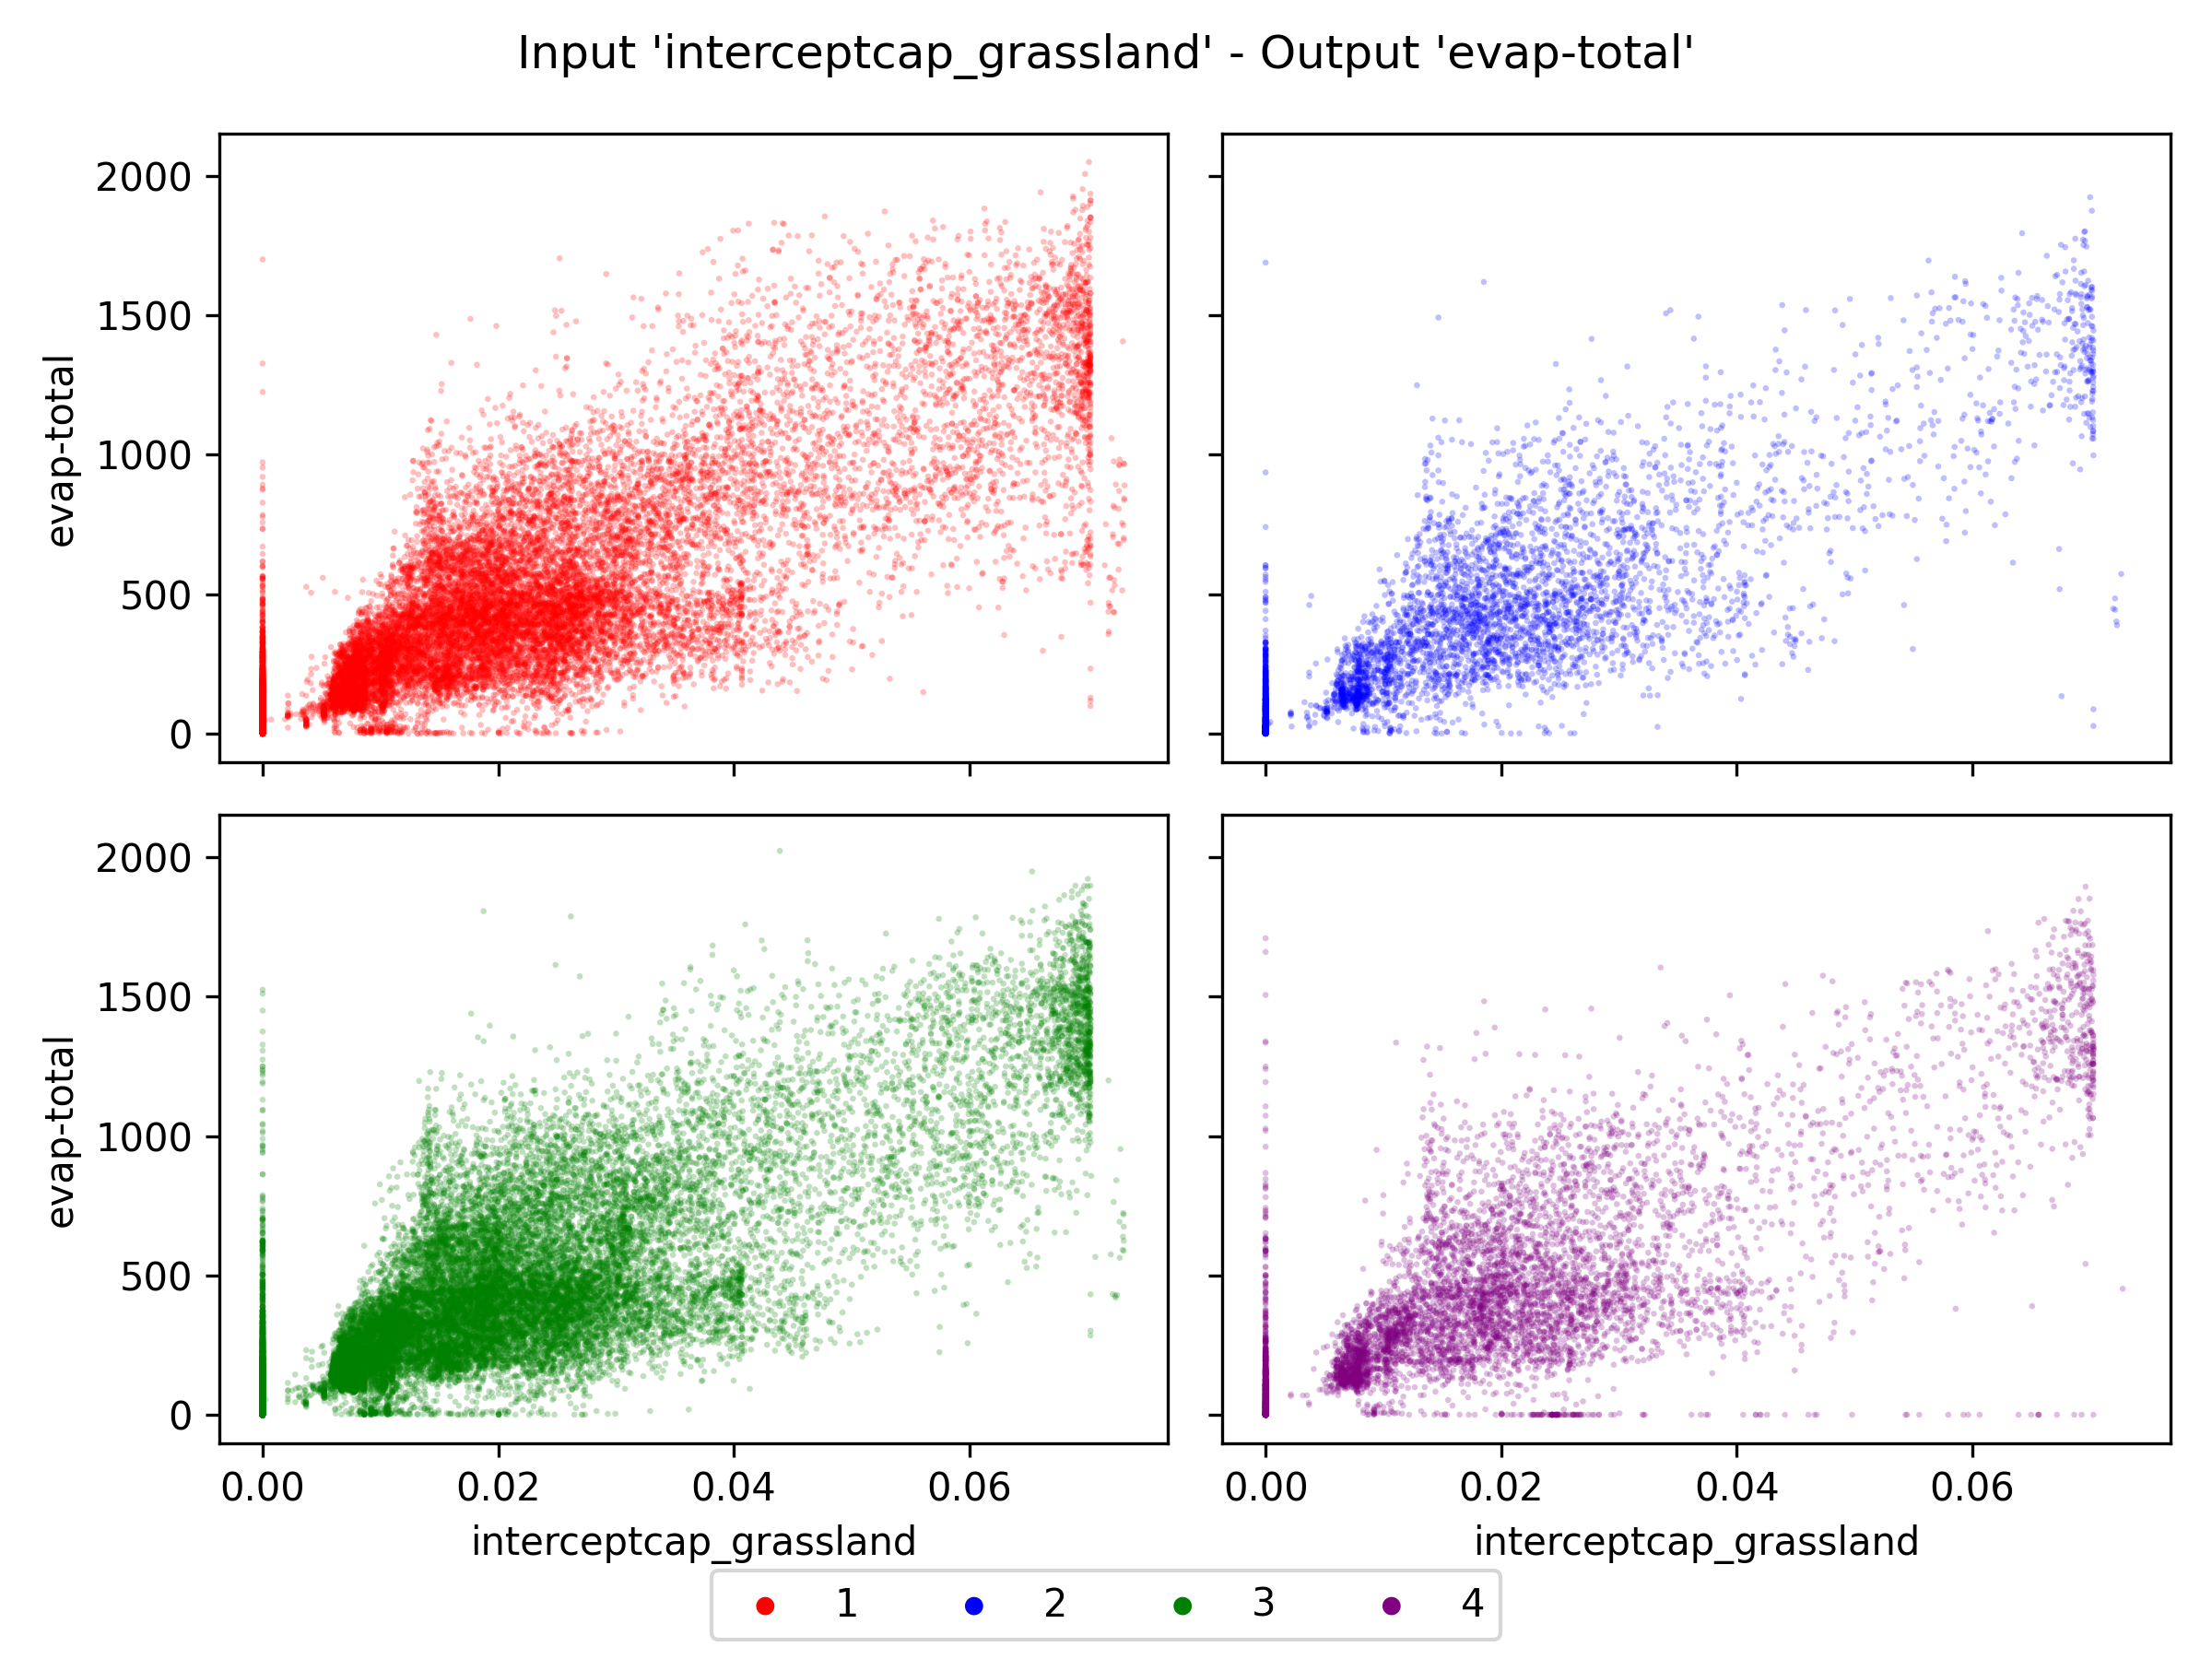 Input 'interceptcap_grassland' - Output 'evap-total'
2000
1500
1000
500
0
evap-total
2000
1500
1000
500
0
evap-total
0.00 0.02 0.04 0.06
0.00 0.02 0.04 0.06
interceptcap_grassland
interceptcap_grassland
1 2 3 4